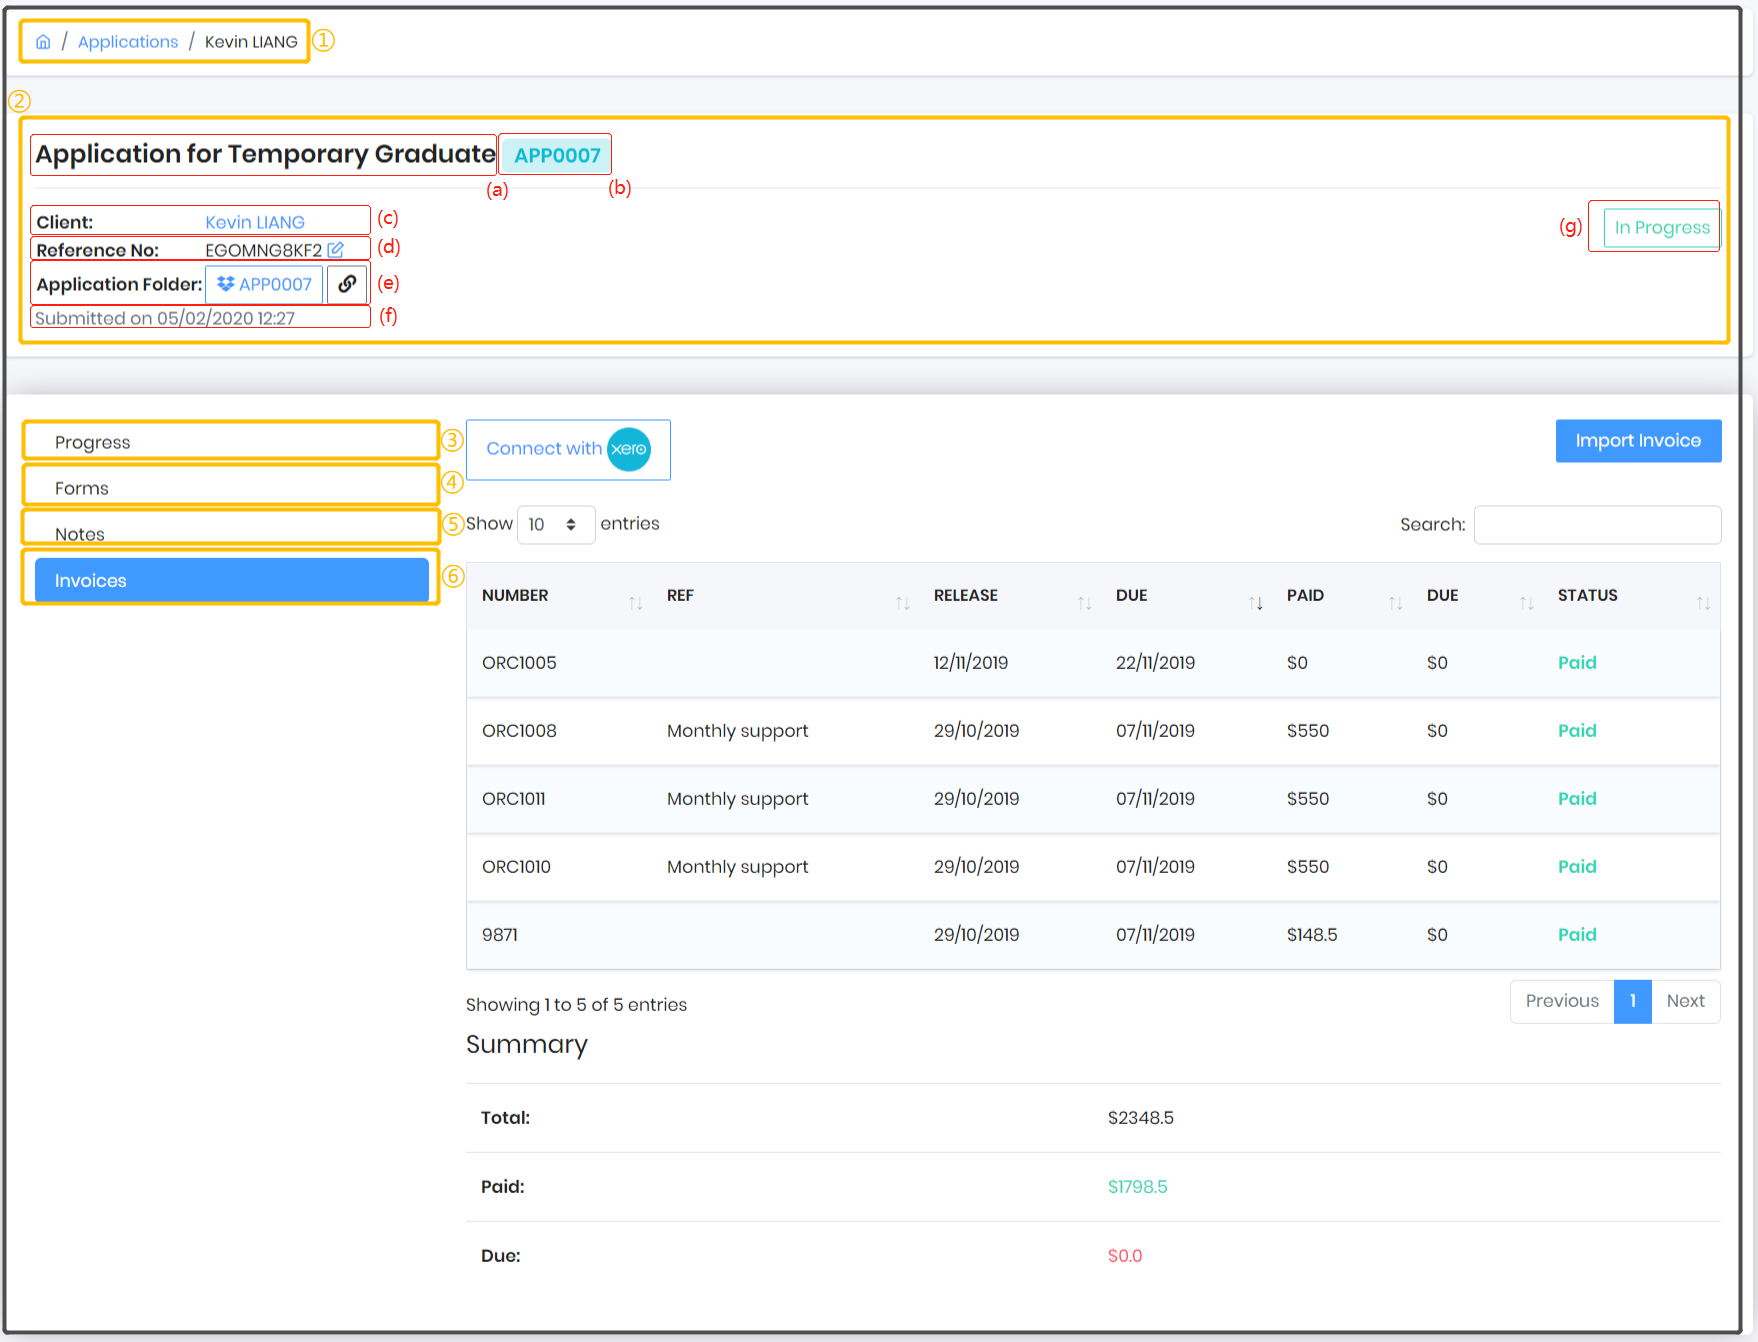 / Applications / Kevin LIANG ①
②
Application for Temporary Graduate APP0007
(a) (b)
Client: Kevin LIANG (c)
Reference No: EGOMNG8KF2 (d)
(g) In Progress
Application Folder: APP0007 (e)
Submitted on 05/02/2020 12:27 (f)
Progress ③
Forms ④
Notes ⑤
Invoices ⑥
Connect with xero
Import Invoice
Show 10 entries
Search:
NUMBER REF RELEASE DUE PAID DUE STATUS
ORC1005 12/11/2019 22/11/2019 $0 $0 Paid
ORC1008 Monthly support 29/10/2019 07/11/2019 $550 $0 Paid
ORC1011 Monthly support 29/10/2019 07/11/2019 $550 $0 Paid
ORC1010 Monthly support 29/10/2019 07/11/2019 $550 $0 Paid
9871 29/10/2019 07/11/2019 $148.5 $0 Paid
Showing 1 to 5 of 5 entries
Previous 1 Next
Summary
Total: $2348.5
Paid: $1798.5
Due: $0.0